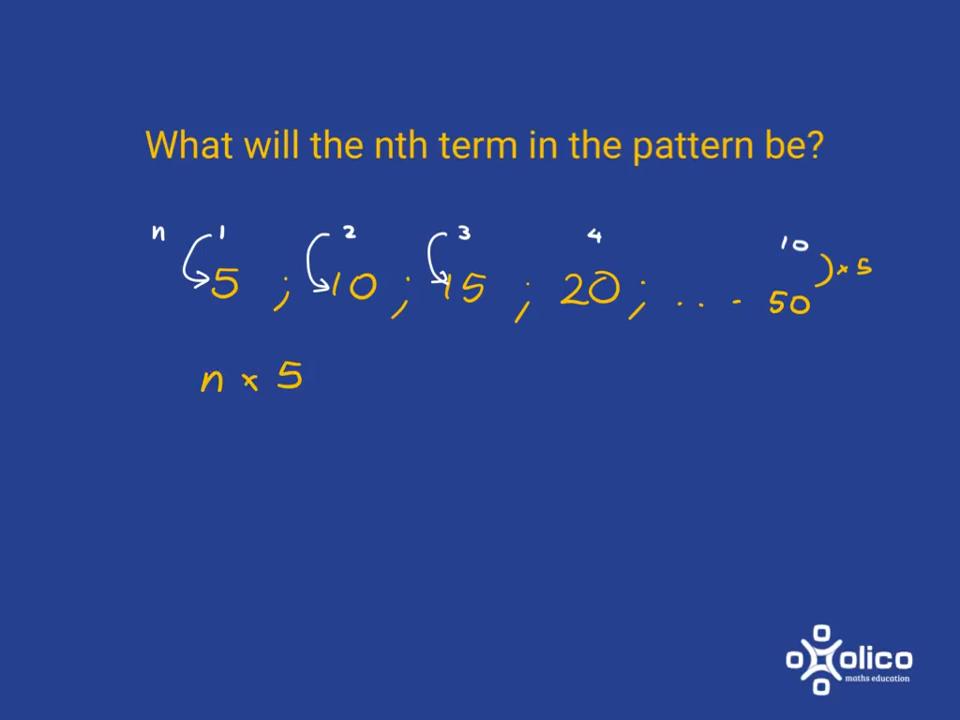 What will the nth term in the pattern be?
n 1 2 3 4 10
5 ; 10 ; 15 ; 20 ; ... 50 × 5
n × 5
olico
maths education